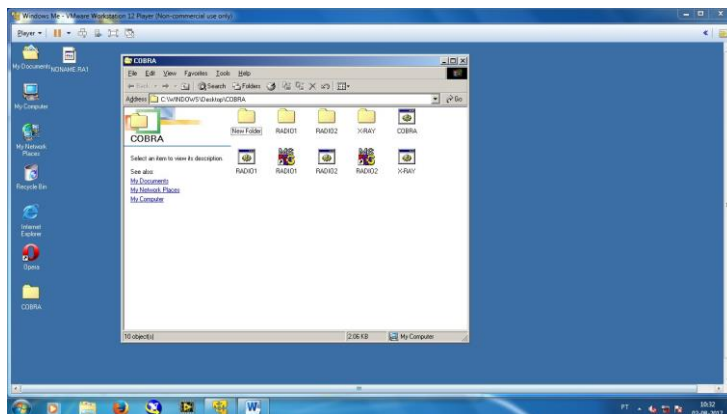 Windows Me - VMware Workstation 12 Player (Non-commercial use only)
Player
My Documents
NONAME.RA1
My Computer
My Network
Places
Recycle Bin
Internet
Explorer
Opera
COBRA
COBRA
File Edit View Favorites Tools Help
Back Search Folders
Address C:\WINDOWS\Desktop\COBRA Go
COBRA
Select an item to view its description.
See also:
My Documents
My Network Places
My Computer
New Folder RADIO1 RADIO2 X-RAY COBRA
RADIO1 RADIO1 RADIO2 RADIO2 X-RAY
10 object(s) 2.06 KB My Computer
PT
10:32